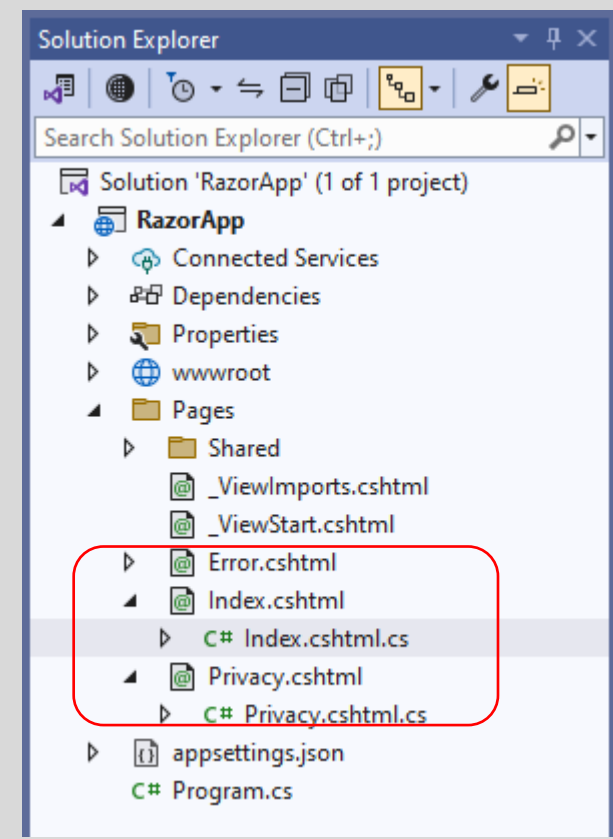 Solution Explorer
Search Solution Explorer (Ctrl+;)
Solution 'RazorApp' (1 of 1 project)
RazorApp
Connected Services
Dependencies
Properties
wwwroot
Pages
Shared
_ViewImports.cshtml
_ViewStart.cshtml
Error.cshtml
Index.cshtml
C# Index.cshtml.cs
Privacy.cshtml
C# Privacy.cshtml.cs
appsettings.json
C# Program.cs